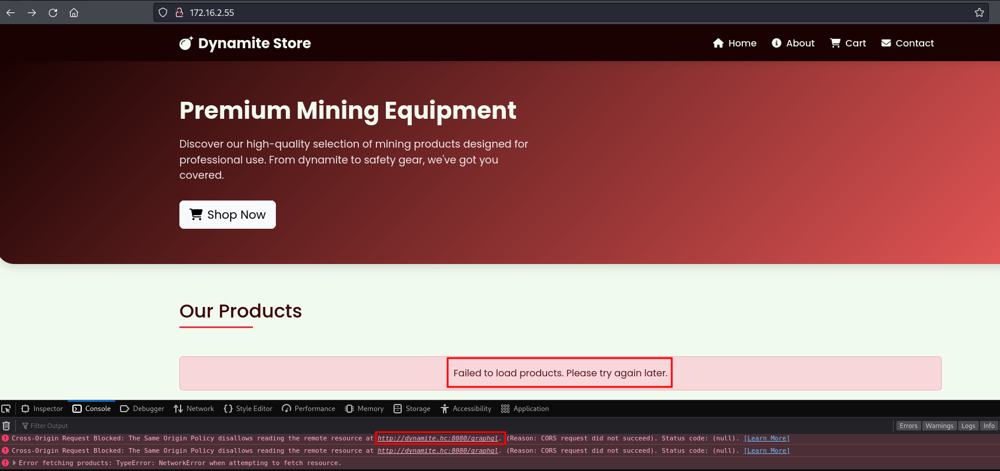 172.16.2.55
Dynamite Store
Home
About
Cart
Contact
Premium Mining Equipment
Discover our high-quality selection of mining products designed for
professional use. From dynamite to safety gear, we've got you
covered.
Shop Now
Our Products
Failed to load products. Please try again later.
Inspector
Console
Debugger
Network
Style Editor
Performance
Memory
Storage
Accessibility
Application
Filter Output
Errors
Warnings
Logs
Info
Cross-Origin Request Blocked: The Same Origin Policy disallows reading the remote resource at http://dynamite.hc:8080/graphql. (Reason: CORS request did not succeed). Status code: (null). [Learn More]
Cross-Origin Request Blocked: The Same Origin Policy disallows reading the remote resource at http://dynamite.hc:8080/graphql. (Reason: CORS request did not succeed). Status code: (null). [Learn More]
Error fetching products: TypeError: NetworkError when attempting to fetch resource.